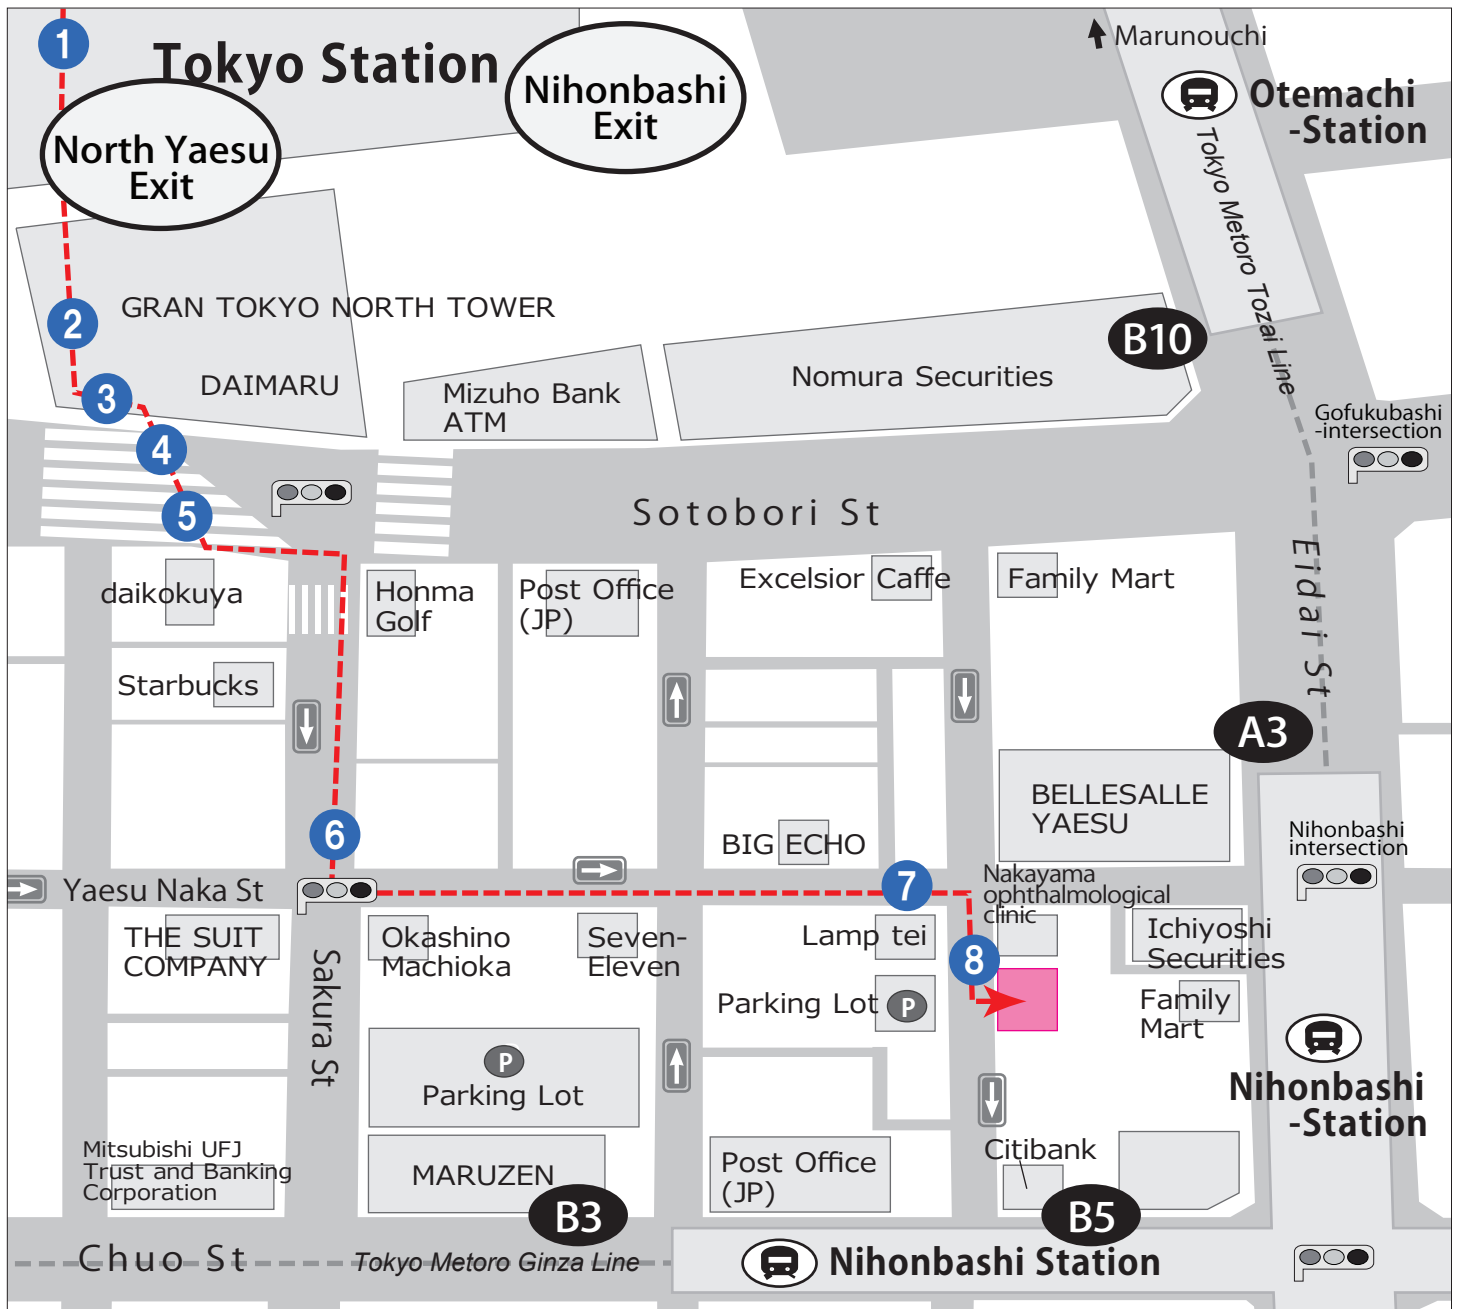 1
Tokyo Station
Nihonbashi
Exit
North Yaesu
Exit
Marunouchi
Otemachi
-Station
Tokyo Metoro Tozai Line
2
GRAN TOKYO NORTH TOWER
DAIMARU
3
Mizuho Bank
ATM
Nomura Securities
B10
Gofukubashi
-intersection
4
5
Sotobori St
Eidai St
daikokuya
Honma
Golf
Post Office
(JP)
Excelsior Caffe
Family Mart
Starbucks
A3
BELLESALLE
YAESU
6
BIG ECHO
Nihonbashi
intersection
Yaesu Naka St
7
Nakayama
ophthalmological
clinic
THE SUIT
COMPANY
Sakura St
Okashino
Machioka
Seven-
Eleven
Lamp tei
8
Ichiyoshi
Securities
Parking Lot
P
Family
Mart
P
Parking Lot
Nihonbashi
-Station
Mitsubishi UFJ
Trust and Banking
Corporation
MARUZEN
B3
Post Office
(JP)
Citibank
B5
Chuo St
Tokyo Metoro Ginza Line
Nihonbashi Station